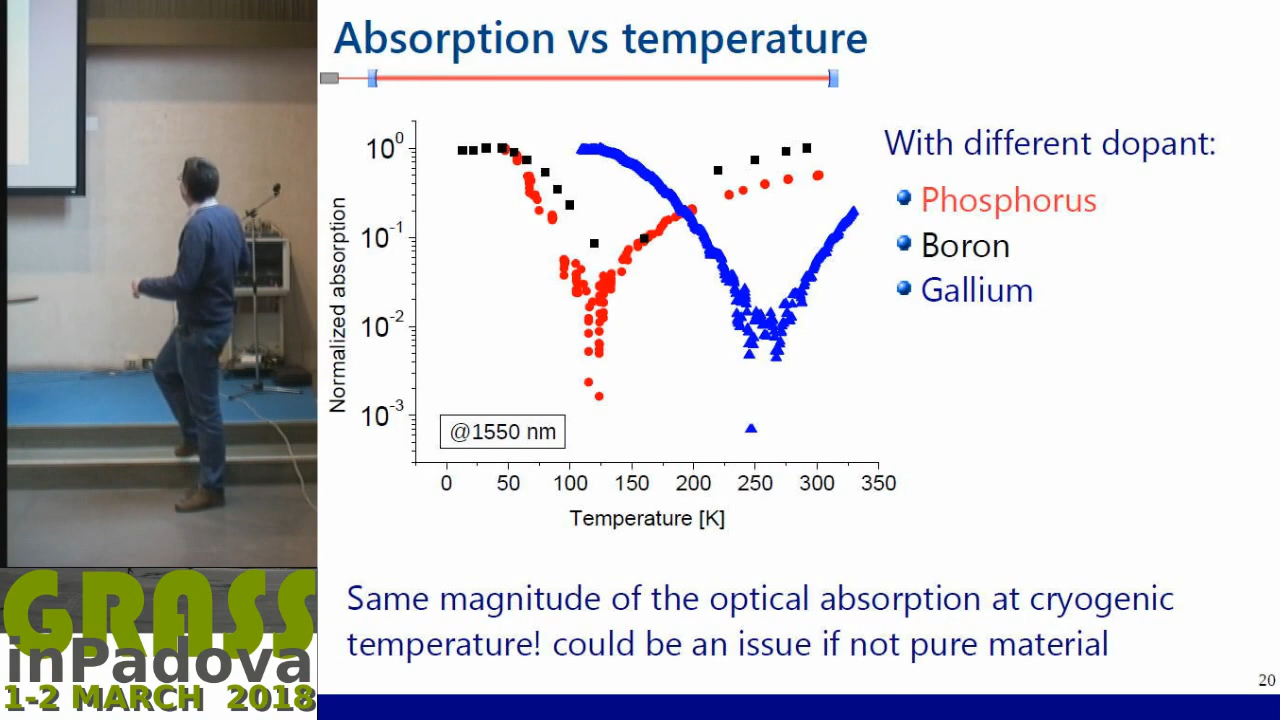 Absorption vs temperature
With different dopant:
Phosphorus
Boron
Gallium
Normalized absorption
10^0
10^-1
10^-2
10^-3
@1550 nm
0 50 100 150 200 250 300 350
Temperature [K]
Same magnitude of the optical absorption at cryogenic
temperature! could be an issue if not pure material
20
GRASS
inPadova
1-2 MARCH 2018